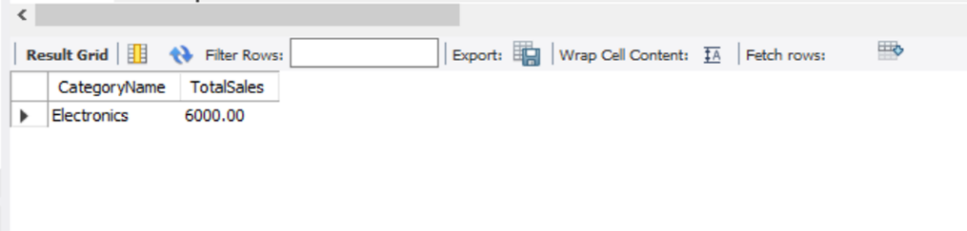 Result Grid Filter Rows: Export: Wrap Cell Content: Fetch rows:
CategoryName TotalSales
Electronics 6000.00